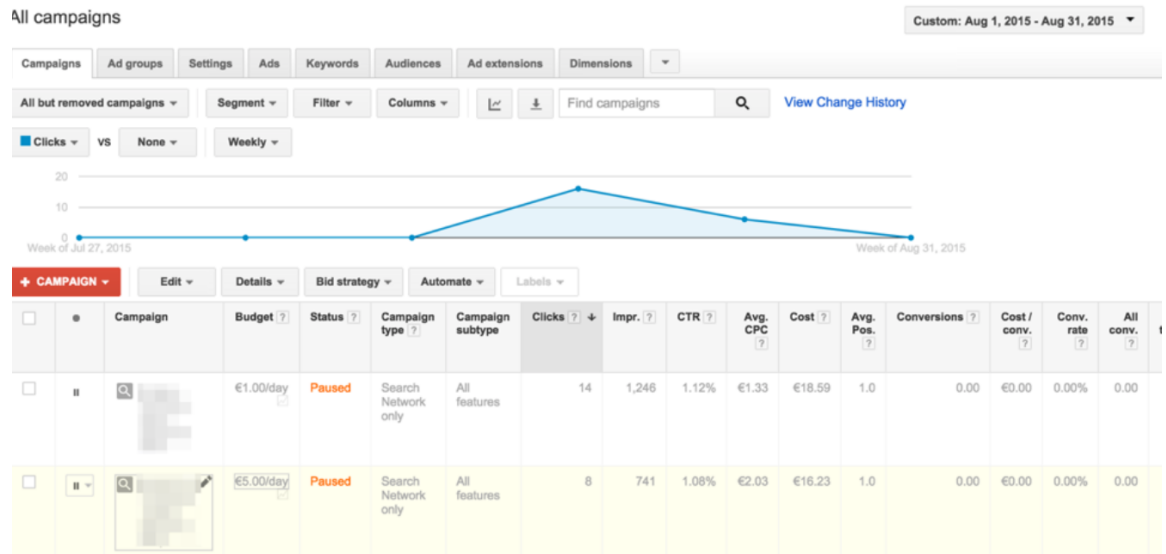 All campaigns
Custom: Aug 1, 2015 - Aug 31, 2015
Campaigns Ad groups Settings Ads Keywords Audiences Ad extensions Dimensions
All but removed campaigns Segment Filter Columns Find campaigns View Change History
Clicks VS None Weekly
20
10
0
Week of Jul 27, 2015 Week of Aug 31, 2015
+ CAMPAIGN Edit Details Bid strategy Automate Labels
Campaign Budget ? Status ? Campaign Campaign Clicks ? Impr. ? CTR ? Avg. Cost ? Avg. Conversions ? Cost / Conv. All
type ? subtype CPC Pos. conv. rate conv.
? ? ? ? ?
€1.00/day Paused Search All 14 1,246 1.12% €1.33 €18.59 1.0 0.00 €0.00 0.00% 0.00
Network features
only
€5.00/day Paused Search All 8 741 1.08% €2.03 €16.23 1.0 0.00 €0.00 0.00% 0.00
Network features
only